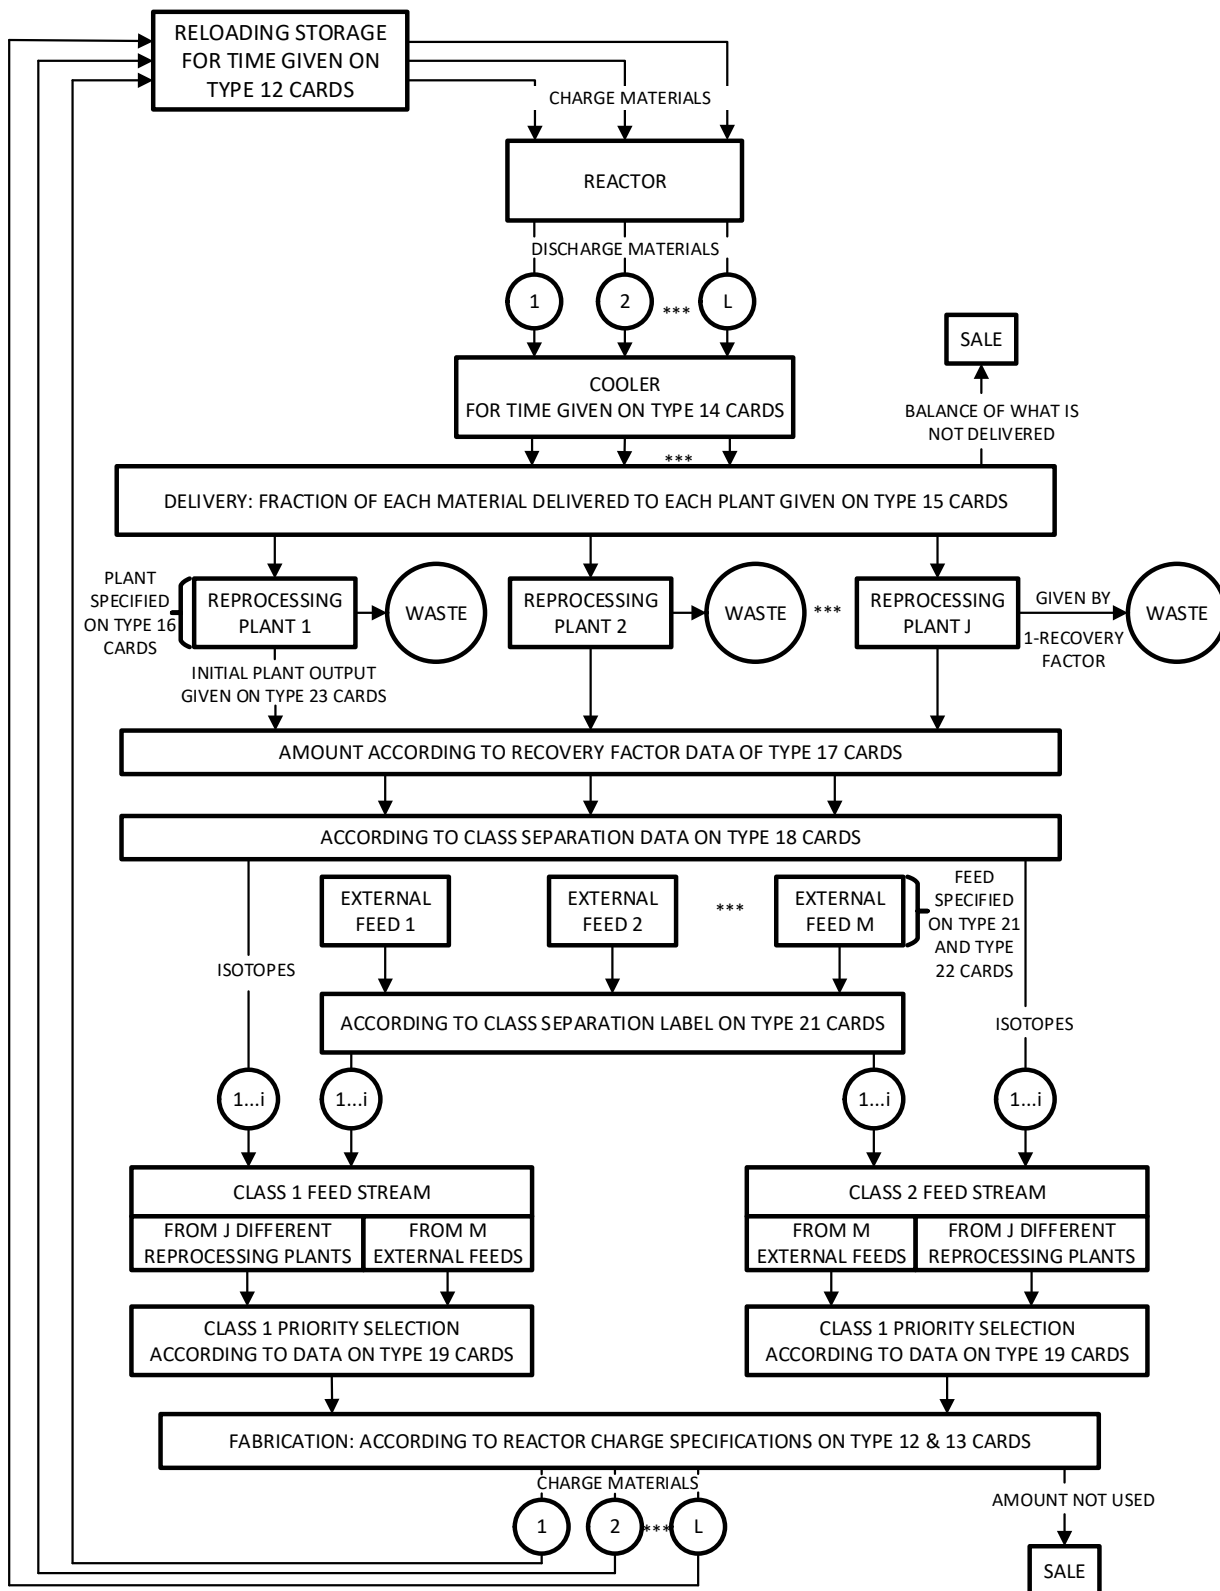 RELOADING STORAGE
FOR TIME GIVEN ON
TYPE 12 CARDS
CHARGE MATERIALS
REACTOR
DISCHARGE MATERIALS
1
2
***
L
SALE
COOLER
FOR TIME GIVEN ON TYPE 14 CARDS
BALANCE OF WHAT IS
NOT DELIVERED
***
DELIVERY: FRACTION OF EACH MATERIAL DELIVERED TO EACH PLANT GIVEN ON TYPE 15 CARDS
PLANT
SPECIFIED
ON TYPE 16
CARDS
REPROCESSING
PLANT 1
WASTE
REPROCESSING
PLANT 2
WASTE
***
REPROCESSING
PLANT J
GIVEN BY
1-RECOVERY
FACTOR
WASTE
INITIAL PLANT OUTPUT
GIVEN ON TYPE 23 CARDS
AMOUNT ACCORDING TO RECOVERY FACTOR DATA OF TYPE 17 CARDS
ACCORDING TO CLASS SEPARATION DATA ON TYPE 18 CARDS
EXTERNAL
FEED 1
EXTERNAL
FEED 2
***
EXTERNAL
FEED M
FEED
SPECIFIED
ON TYPE 21
AND TYPE
22 CARDS
ISOTOPES
ACCORDING TO CLASS SEPARATION LABEL ON TYPE 21 CARDS
ISOTOPES
1...i
1...i
1...i
1...i
CLASS 1 FEED STREAM
FROM J DIFFERENT
REPROCESSING PLANTS
FROM M
EXTERNAL FEEDS
CLASS 2 FEED STREAM
FROM M
EXTERNAL FEEDS
FROM J DIFFERENT
REPROCESSING PLANTS
CLASS 1 PRIORITY SELECTION
ACCORDING TO DATA ON TYPE 19 CARDS
CLASS 1 PRIORITY SELECTION
ACCORDING TO DATA ON TYPE 19 CARDS
FABRICATION: ACCORDING TO REACTOR CHARGE SPECIFICATIONS ON TYPE 12 & 13 CARDS
CHARGE MATERIALS
1
2
***
L
AMOUNT NOT USED
SALE